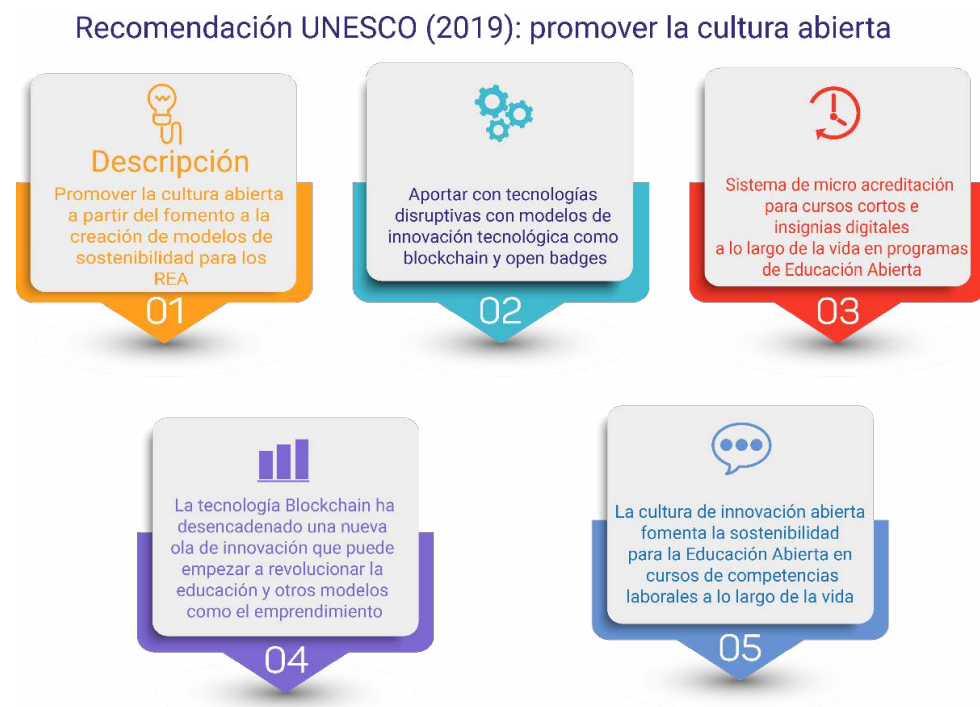 Recomendación UNESCO (2019): promover la cultura abierta
Descripción
Promover la cultura abierta
a partir del fomento a la
creación de modelos de
sostenibilidad para los
REA
01
Aportar con tecnologías
disruptivas con modelos de
innovación tecnológica como
blockchain y open badges
02
Sistema de micro acreditación
para cursos cortos e
insignias digitales
a lo largo de la vida en programas
de Educación Abierta
03
La tecnología Blockchain ha
desencadenado una nueva
ola de innovación que puede
empezar a revolucionar la
educación y otros modelos
como el emprendimiento
04
La cultura de innovación abierta
fomenta la sostenibilidad
para la Educación Abierta en
cursos de competencias
laborales a lo largo de la vida
05